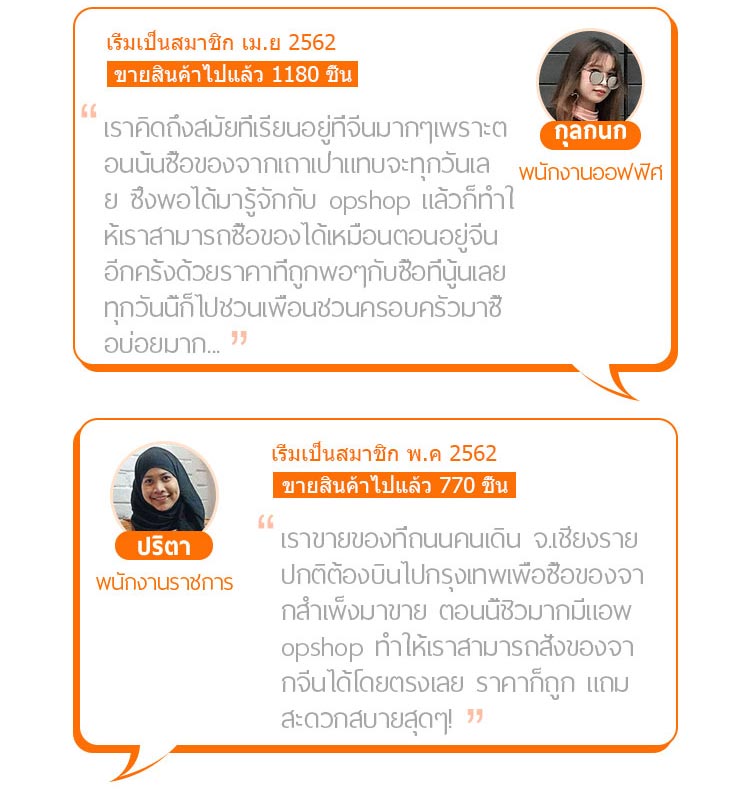 เริ่มเป็นสมาชิก เม.ย 2562
ขายสินค้าไปแล้ว 1180 ชิ้น
กุลกนก
พนักงานออฟฟิศ
“ เราคิดถึงสมัยที่เรียนอยู่ที่จีนมากๆเพราะต
อนนั้นซื้อของจากเถาเป่าแทบจะทุกวันเล
ย ซึ่งพอได้มารู้จักกับ opshop แล้วก็ทำใ
ห้เราสามารถซื้อของได้เหมือนตอนอยู่จีน
อีกครั้งด้วยราคาที่ถูกพอๆกับซื้อที่นู้นเลย
ทุกวันนี้ก็ไปชวนเพื่อนชวนครอบครัวมาซื้
อบ่อยมาก... ”
เริ่มเป็นสมาชิก พ.ค 2562
ขายสินค้าไปแล้ว 770 ชิ้น
ปริตา
พนักงานราชการ
“ เราขายของที่ถนนคนเดิน จ.เชียงราย
ปกติต้องบินไปกรุงเทพเพื่อซื้อของจา
กสำเพ็งมาขาย ตอนนี้ชิวมากมีแอพ
opshop ทำให้เราสามารถสั่งของจา
กจีนได้โดยตรงเลย ราคาก็ถูก แถม
สะดวกสบายสุดๆ! ”